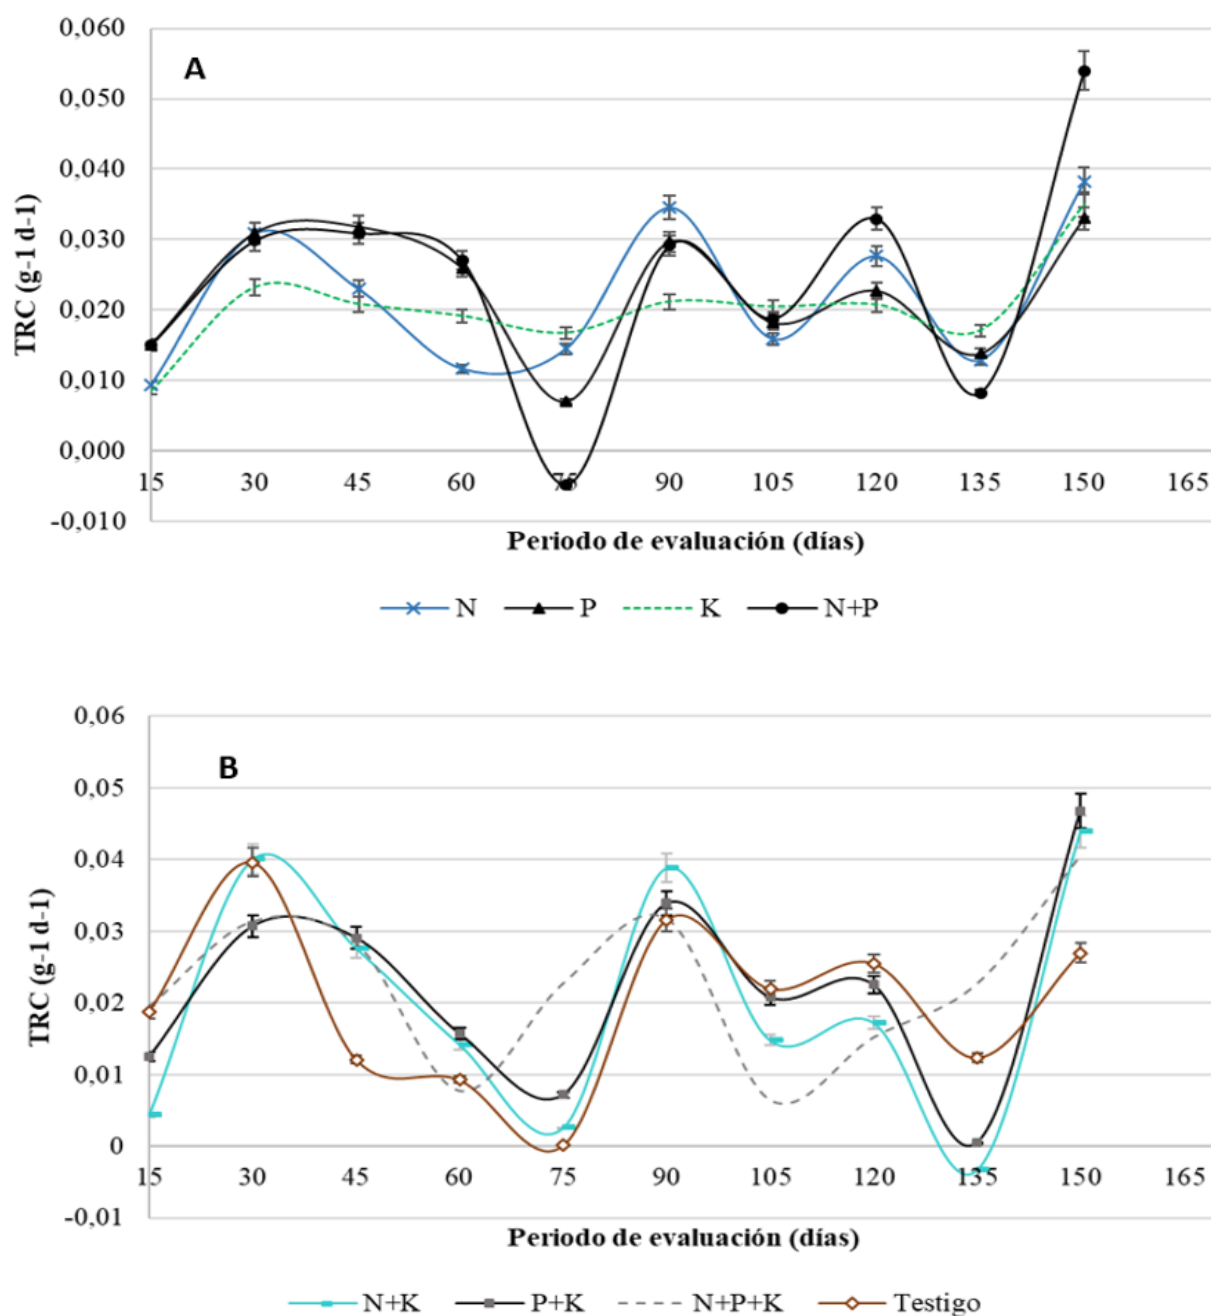 0,060
A
0,050
0,040
0,030
0,020
0,010
0,000
-0,010
TRC (g-1 d-1)
15 30 45 60 75 90 105 120 135 150 165
Periodo de evaluación (días)
N P K N+P
0,06
B
0,05
0,04
0,03
0,02
0,01
0
-0,01
TRC (g-1 d-1)
15 30 45 60 75 90 105 120 135 150 165
Periodo de evaluación (días)
N+K P+K N+P+K Testigo